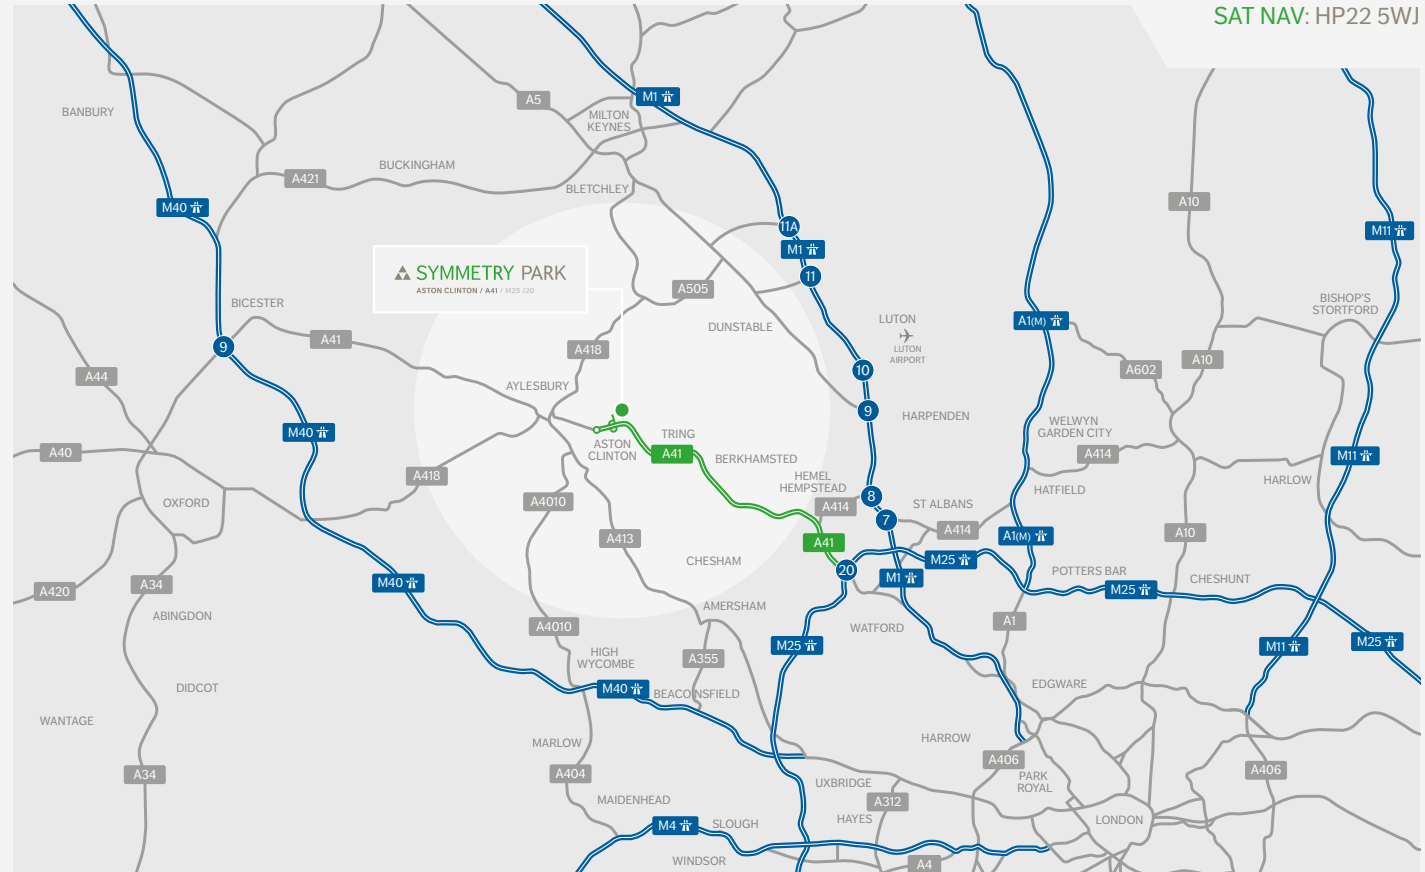 SAT NAV: HP22 5WJ
BANBURY
A5
M1
MILTON
KEYNES
BUCKINGHAM
A421
BLETCHLEY
M40
A10
11A
M1
M11
11
SYMMETRY PARK
ASTON CLINTON / A41 / M25 J20
A505
BICESTER
DUNSTABLE
LUTON
LUTON
AIRPORT
A1(M)
BISHOP'S
STORTFORD
9
A41
A418
10
A602
A10
A44
AYLESBURY
9
HARPENDEN
M40
TRING
ASTON
CLINTON
A41
BERKHAMSTED
WELWYN
GARDEN CITY
A414
M11
A40
A418
HEMEL
HEMPSTEAD
8
HATFIELD
HARLOW
OXFORD
A4010
A414
7
ST ALBANS
A414
A1(M)
A10
A413
A41
CHESHAM
20
M25
M1
POTTERS BAR
M25
CHESHUNT
A420
A34
M40
ABINGDON
AMERSHAM
A4010
WATFORD
A1
M25
A355
HIGH
WYCOMBE
M11
M25
DIDCOT
M40
BEACONSFIELD
EDGWARE
WANTAGE
MARLOW
HARROW
A34
A404
A406
PARK
ROYAL
A406
UXBRIDGE
MAIDENHEAD
A312
M4
SLOUGH
HAYES
LONDON
WINDSOR
A4